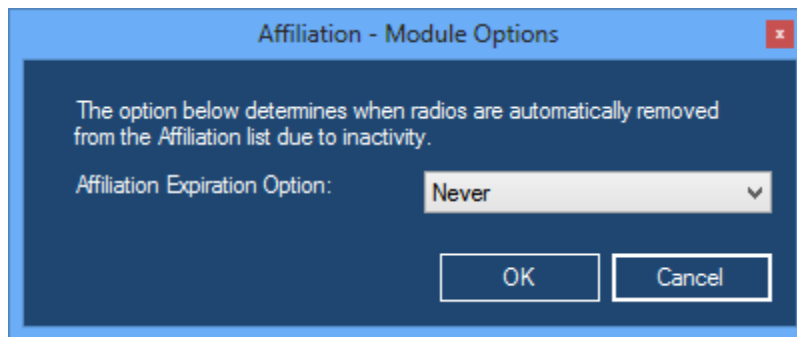 Affiliation - Module Options
x
The option below determines when radios are automatically removed
from the Affiliation list due to inactivity.
Affiliation Expiration Option:
Never
OK
Cancel